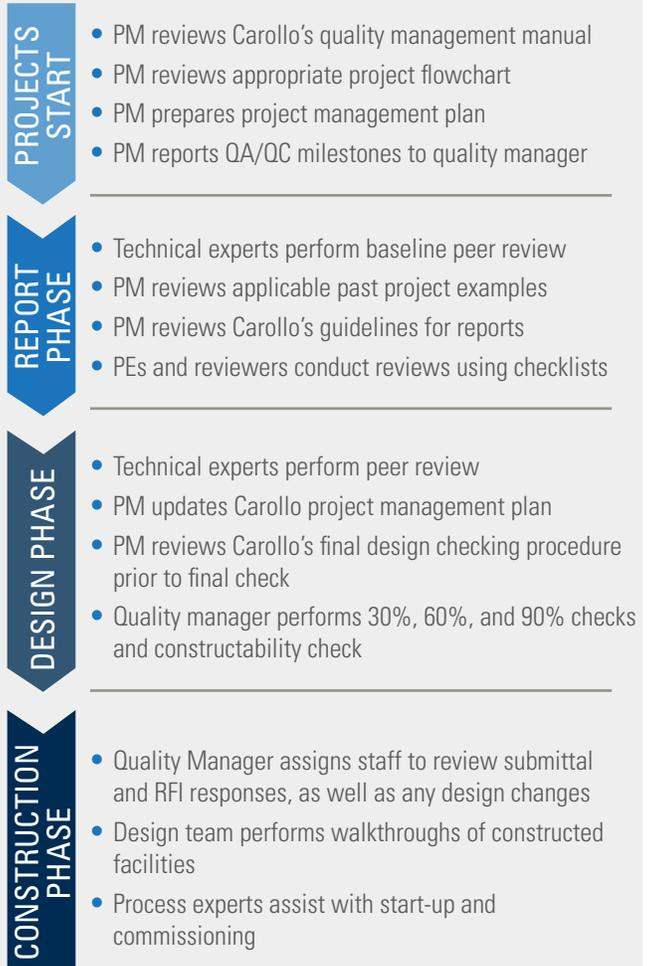 PROJECTS
START
• PM reviews Carollo's quality management manual
• PM reviews appropriate project flowchart
• PM prepares project management plan
• PM reports QA/QC milestones to quality manager
REPORT
PHASE
• Technical experts perform baseline peer review
• PM reviews applicable past project examples
• PM reviews Carollo's guidelines for reports
• PEs and reviewers conduct reviews using checklists
DESIGN PHASE
• Technical experts perform peer review
• PM updates Carollo project management plan
• PM reviews Carollo's final design checking procedure
prior to final check
• Quality manager performs 30%, 60%, and 90% checks
and constructability check
CONSTRUCTION
PHASE
• Quality Manager assigns staff to review submittal
and RFI responses, as well as any design changes
• Design team performs walkthroughs of constructed
facilities
• Process experts assist with start-up and
commissioning